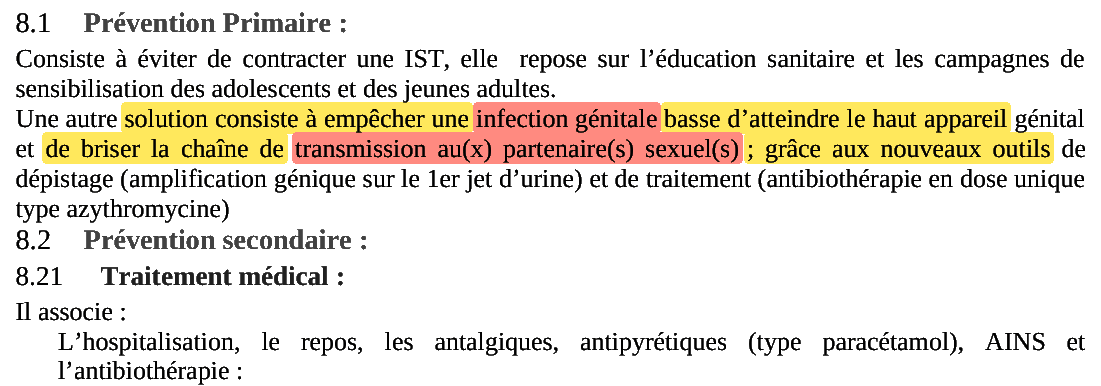 8.1 Prévention Primaire :
Consiste à éviter de contracter une IST, elle repose sur l’éducation sanitaire et les campagnes de
sensibilisation des adolescents et des jeunes adultes.
Une autre solution consiste à empêcher une infection génitale basse d’atteindre le haut appareil génital
et de briser la chaîne de transmission au(x) partenaire(s) sexuel(s) ; grâce aux nouveaux outils de
dépistage (amplification génique sur le 1er jet d’urine) et de traitement (antibiothérapie en dose unique
type azythromycine)
8.2 Prévention secondaire :
8.21 Traitement médical :
Il associe :
L’hospitalisation, le repos, les antalgiques, antipyrétiques (type paracétamol), AINS et
l’antibiothérapie :